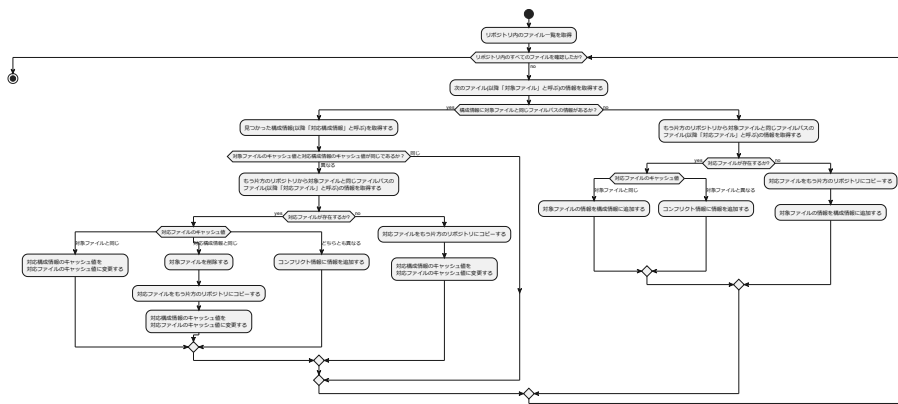 リポジトリ内のファイル一覧を取得
リポジトリ内のすべてのファイルを確認したか?
no
次のファイル(以降「対象ファイル」と呼ぶ)の情報を取得する
yes
構成情報に対象ファイルと同じファイルパスの情報があるか?
no
見つかった構成情報(以降「対応構成情報」と呼ぶ)を取得する
もう片方のリポジトリから対象ファイルと同じファイルパスの
ファイル(以降「対応ファイル」と呼ぶ)の情報を取得する
対象ファイルのキャッシュ値と対応構成情報のキャッシュ値が同じであるか?
同じ
異なる
yes
対応ファイルが存在するか?
no
もう片方のリポジトリから対象ファイルと同じファイルパスの
ファイル(以降「対応ファイル」と呼ぶ)の情報を取得する
対応ファイルのキャッシュ値
対象ファイルと同じ
対象ファイルと異なる
対応ファイルをもう片方のリポジトリにコピーする
対象ファイルの情報を構成情報に追加する
コンフリクト情報に情報を追加する
対象ファイルの情報を構成情報に追加する
yes
対応ファイルが存在するか?
no
対応ファイルのキャッシュ値
対象ファイルと同じ
対応構成情報と同じ
どちらとも異なる
対応ファイルをもう片方のリポジトリにコピーする
対応構成情報のキャッシュ値を
対応ファイルのキャッシュ値に変更する
対象ファイルを削除する
コンフリクト情報に情報を追加する
対応構成情報のキャッシュ値を
対応ファイルのキャッシュ値に変更する
対応ファイルをもう片方のリポジトリにコピーする
対応構成情報のキャッシュ値を
対応ファイルのキャッシュ値に変更する